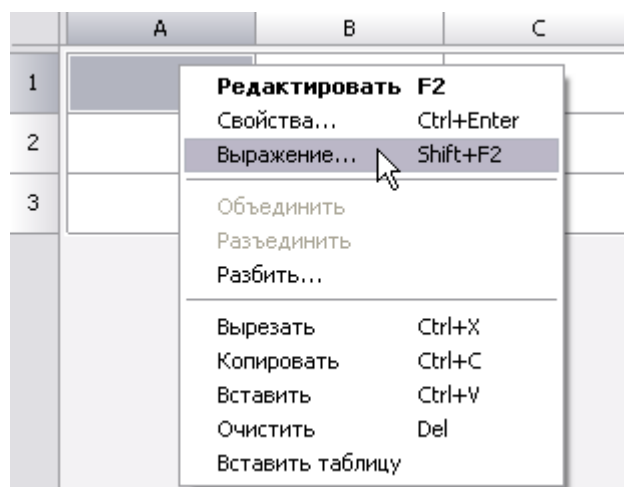 A B C
1
Редактировать F2
Свойства... Ctrl+Enter
2
Выражение... Shift+F2
3
Объединить
Разъединить
Разбить...
Вырезать Ctrl+X
Копировать Ctrl+C
Вставить Ctrl+V
Очистить Del
Вставить таблицу